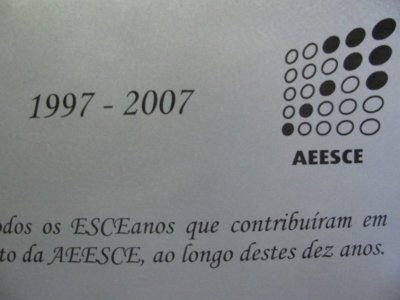 1997 - 2007
AEESCE
odos os ESCEanos que contribuíram em
to da AEESCE, ao longo destes dez anos.